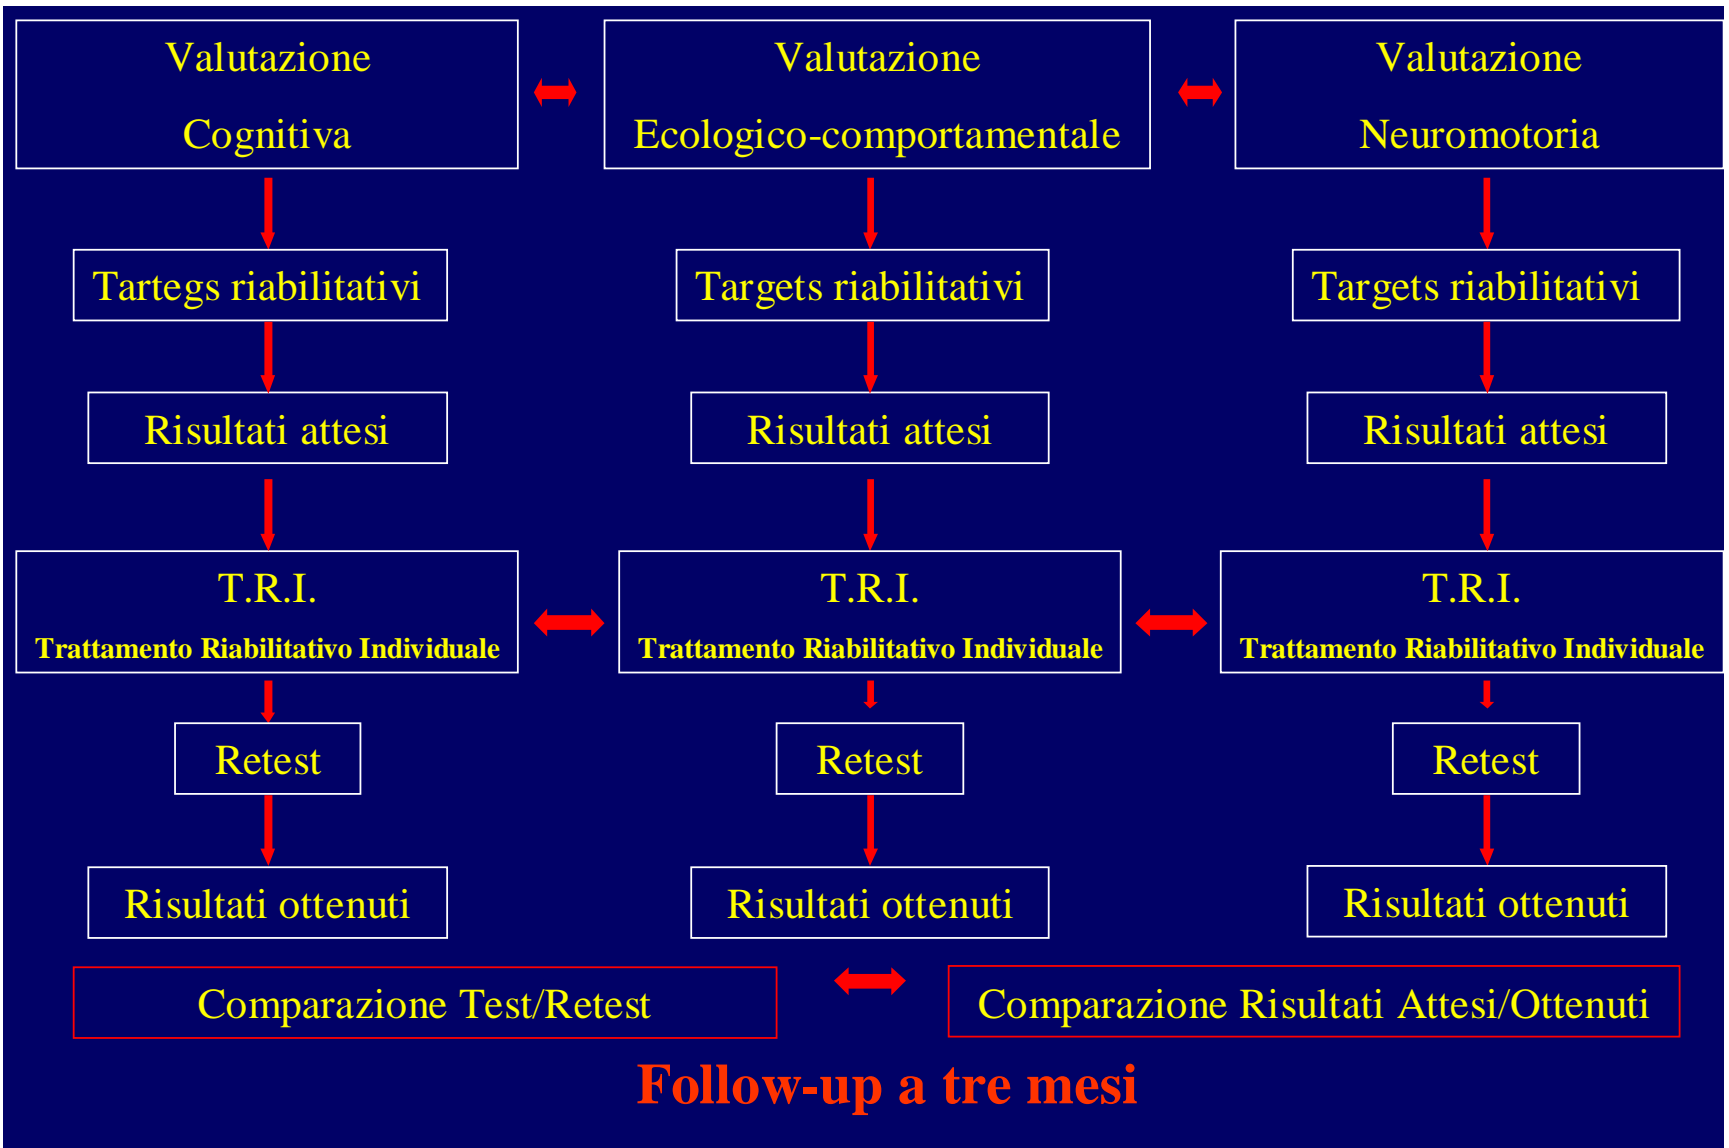 Valutazione
Cognitiva
Valutazione
Ecologico-comportamentale
Valutazione
Neuromotoria
Tartegs riabilitativi
Targets riabilitativi
Targets riabilitativi
Risultati attesi
Risultati attesi
Risultati attesi
T.R.I.
Trattamento Riabilitativo Individuale
T.R.I.
Trattamento Riabilitativo Individuale
T.R.I.
Trattamento Riabilitativo Individuale
Retest
Retest
Retest
Risultati ottenuti
Risultati ottenuti
Risultati ottenuti
Comparazione Test/Retest
Comparazione Risultati Attesi/Ottenuti
Follow-up a tre mesi